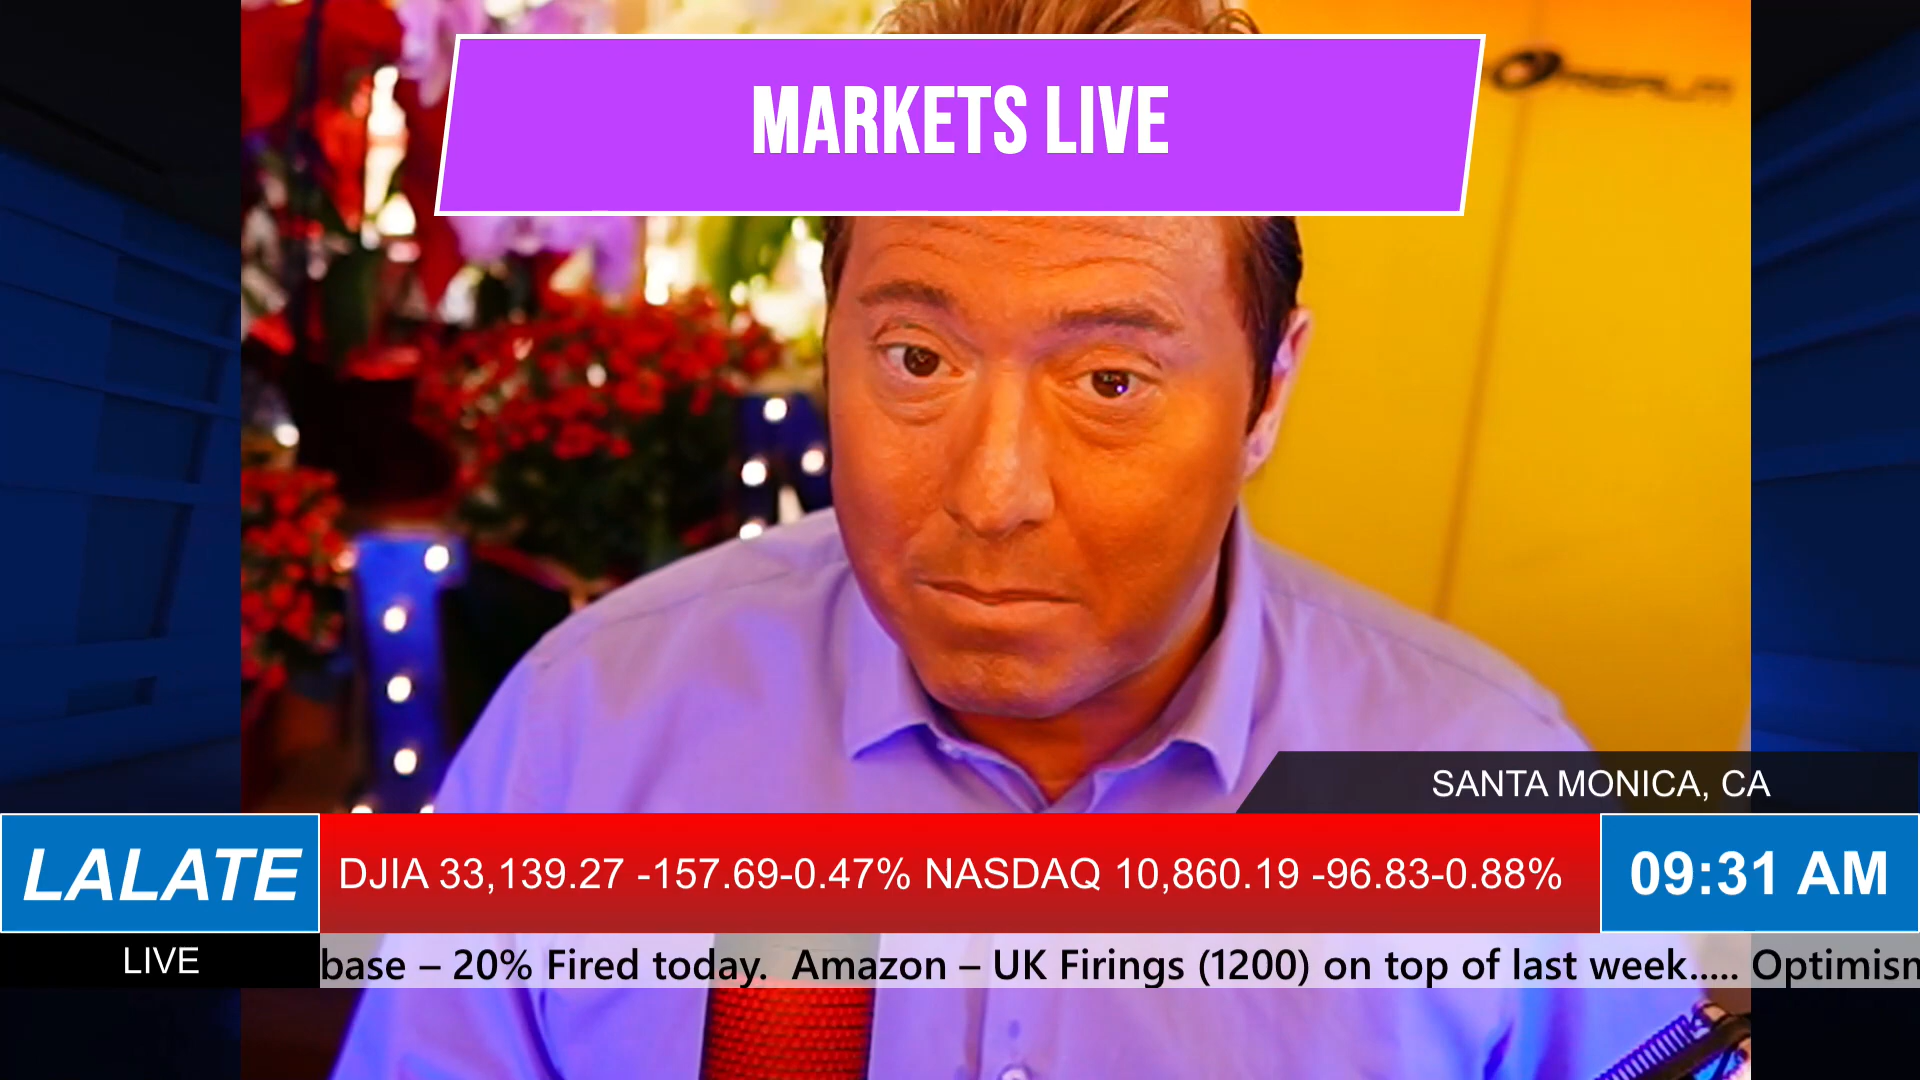 MARKETS LIVE
SANTA MONICA, CA
LALATE
DJIA 33,139.27 -157.69-0.47% NASDAQ 10,860.19 -96.83-0.88%
09:31 AM
LIVE
base – 20% Fired today. Amazon – UK Firings (1200) on top of last week.....